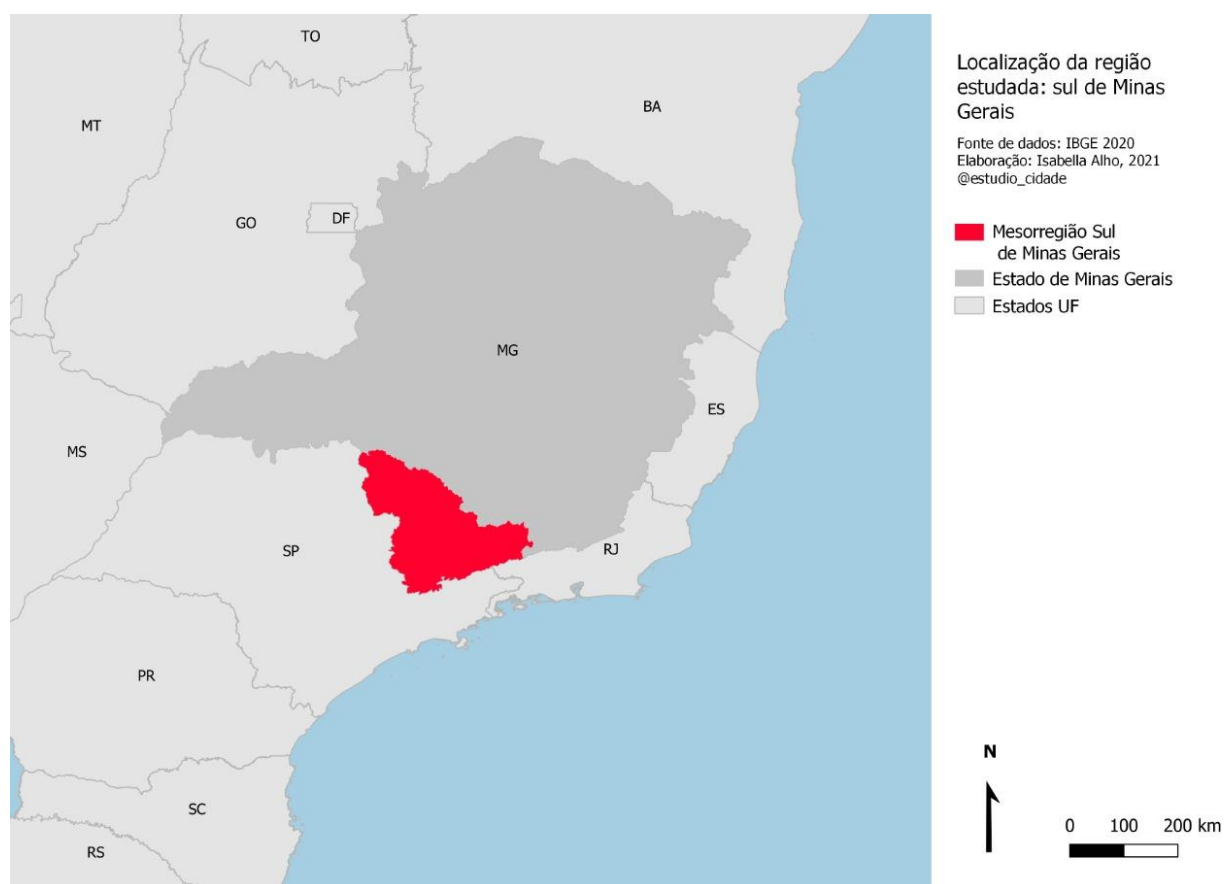 Localização da região
estudada: sul de Minas
Gerais
Fonte de dados: IBGE 2020
Elaboração: Isabella Alho, 2021
@estudio_cidade
Mesorregião Sul
de Minas Gerais
Estado de Minas Gerais
Estados UF
TO
MT
BA
GO
DF
MG
ES
MS
SP
RJ
PR
SC
RS
N
0 100 200 km